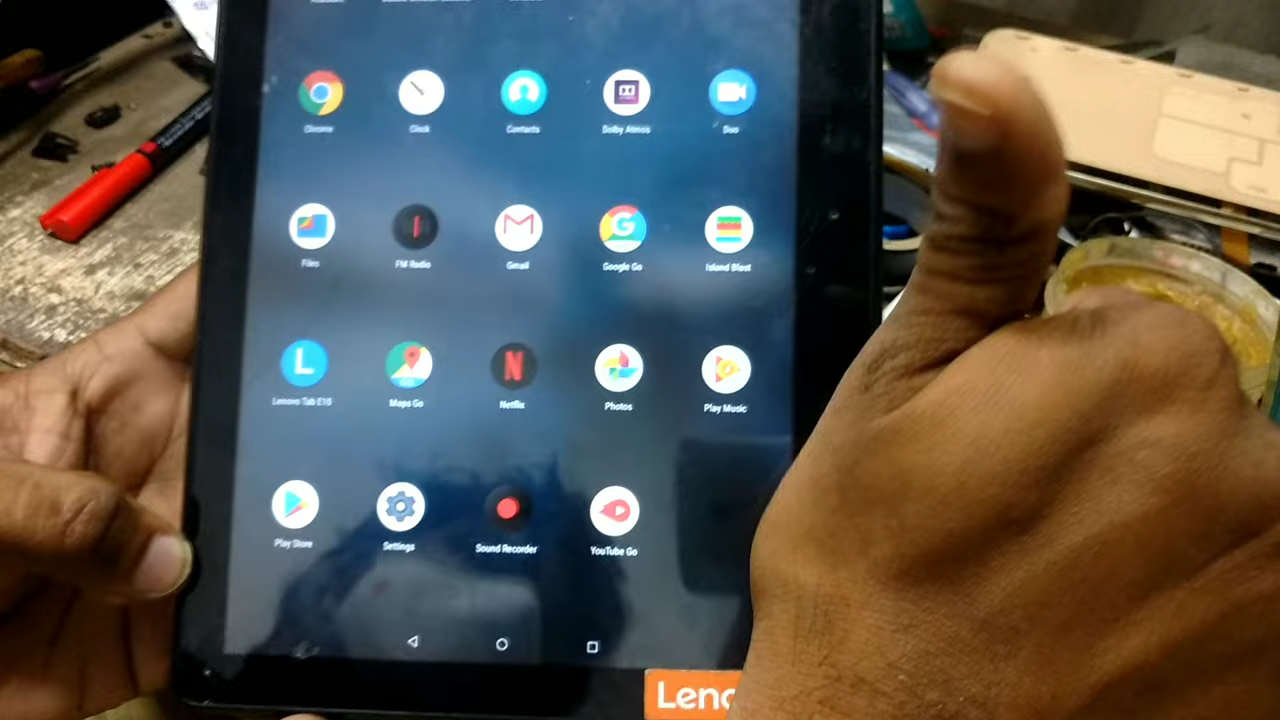 Chrome Clock Contacts Dolby Atmos Duo
Files FM Radio Gmail Google Go Island Blast
Lenovo Tab E10 Maps Go Netflix Photos Play Music
Play Store Settings Sound Recorder YouTube Go
Leno